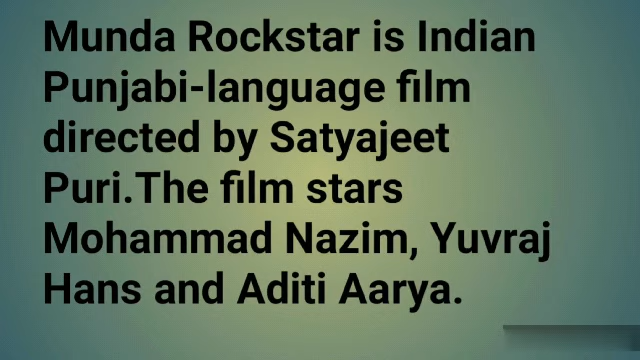 Munda Rockstar is Indian
Punjabi-language film
directed by Satyajeet
Puri.The film stars
Mohammad Nazim, Yuvraj
Hans and Aditi Aarya.